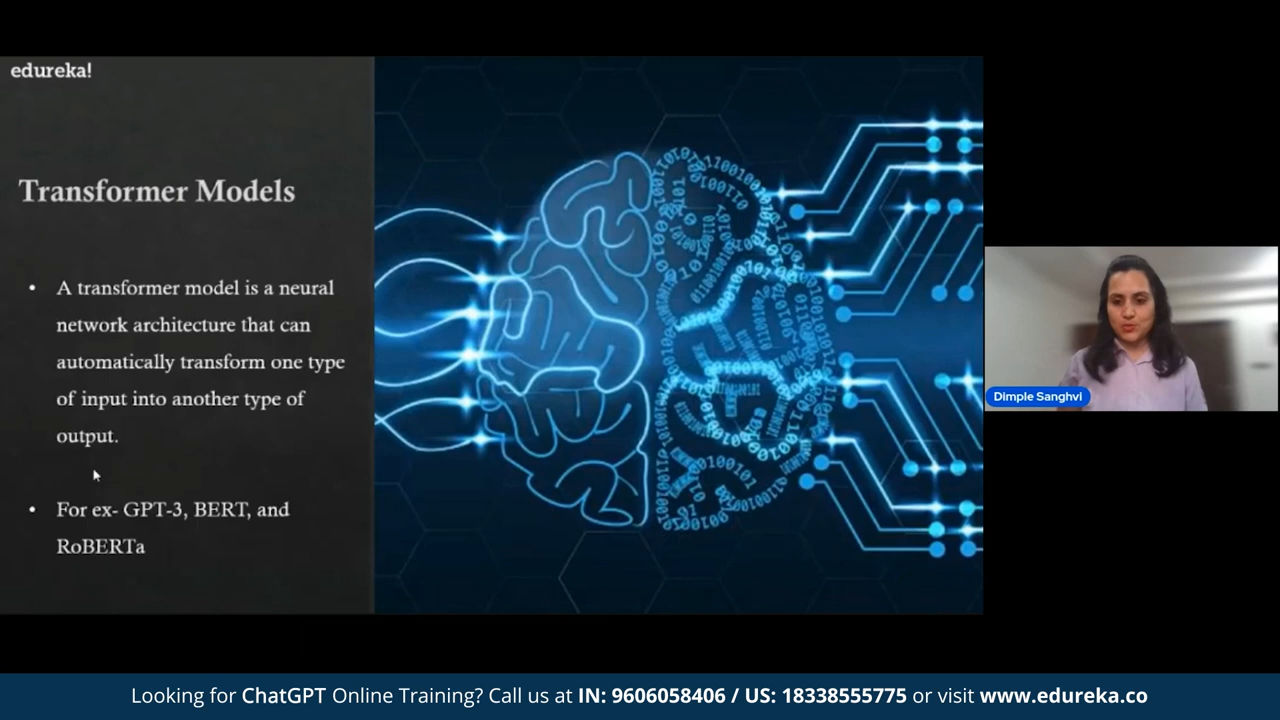 edureka!
Transformer Models
• A transformer model is a neural
network architecture that can
automatically transform one type
of input into another type of
output.
• For ex- GPT-3, BERT, and
RoBERTa
Dimple Sanghvi
Looking for ChatGPT Online Training? Call us at IN: 9606058406 / US: 18338555775 or visit www.edureka.co